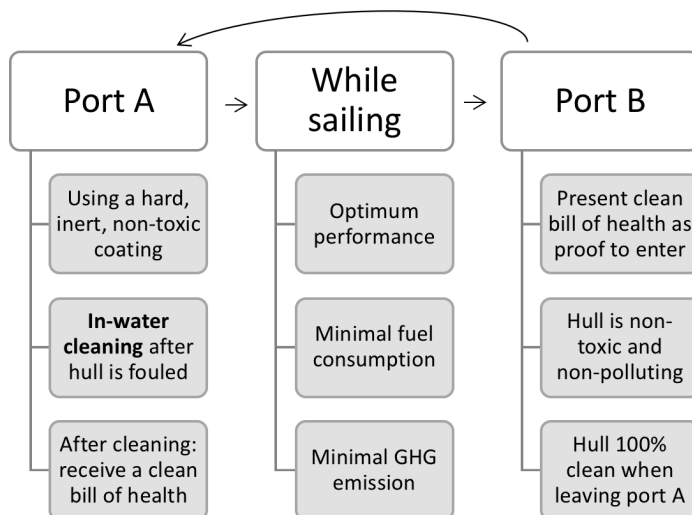 Port A
While
sailing
Port B
Using a hard,
inert, non-toxic
coating
In-water
cleaning after
hull is fouled
After cleaning:
receive a clean
bill of health
Optimum
performance
Minimal fuel
consumption
Minimal GHG
emission
Present clean
bill of health as
proof to enter
Hull is non-
toxic and
non-polluting
Hull 100%
clean when
leaving port A